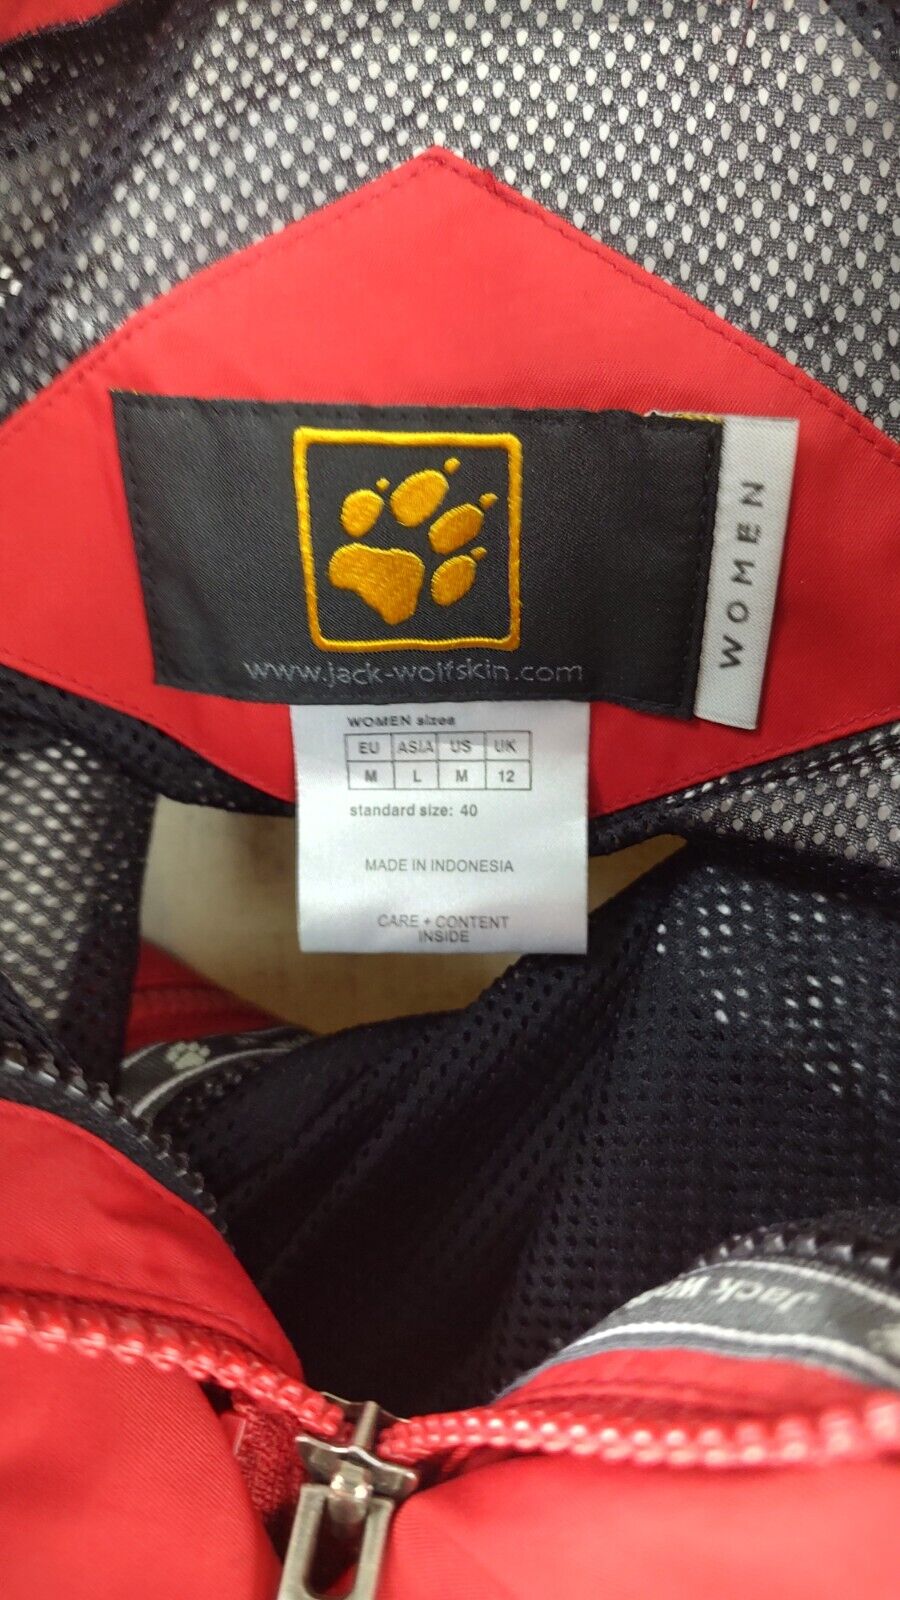 www.jack-wolfskin.com
WOMEN
WOMEN sizes
EU ASIA US UK
M L M 12
standard size: 40
MADE IN INDONESIA
CARE + CONTENT
INSIDE
Jack